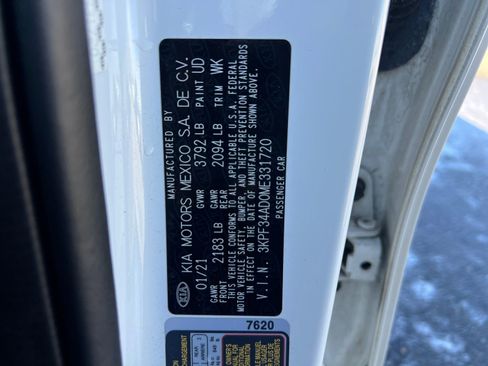 MANUFACTURED BY
KIA MOTORS MEXICO S.A. DE C.V.
01/21 GVWR 3792 LB PAINT UD
GAWR FRONT 2183 LB GAWR REAR 2094 LB TRIM WK
THIS VEHICLE CONFORMS TO ALL APPLICABLE U.S.A. FEDERAL
MOTOR VEHICLE SAFETY, BUMPER AND THEFT PREVENTION STANDARDS
IN EFFECT ON THE DATE OF MANUFACTURE SHOWN ABOVE.
V.I.N. 3KPF34AD0ME331720
PASSENGER CAR
KIA
7620